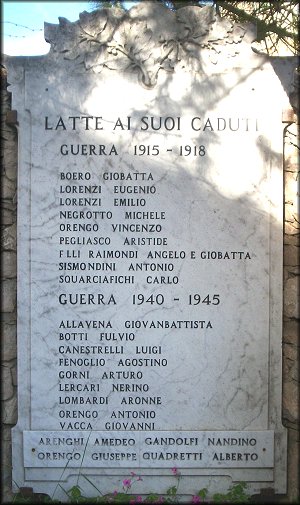 LATTE AI SUOI CADUTI
GUERRA 1915 - 1918
BOERO GIOBATTA
LORENZI EUGENIO
LORENZI EMILIO
NEGROTTO MICHELE
ORENGO VINCENZO
PEGLIASCO ARISTIDE
F.LLI RAIMONDI ANGELO E GIOBATTA
SISMONDINI ANTONIO
SQUARCIAFICHI CARLO
GUERRA 1940 - 1945
ALLAVENA GIOVANBATTISTA
BOTTI FULVIO
CANESTRELLI LUIGI
FENOGLIO AGOSTINO
GORNI ARTURO
LERCARI NERINO
LOMBARDI ARONNE
ORENGO ANTONIO
VACCA GIOVANNI
ARENGHI AMEDEO GANDOLFI NANDINO
ORENGO GIUSEPPE QUADRETTI ALBERTO